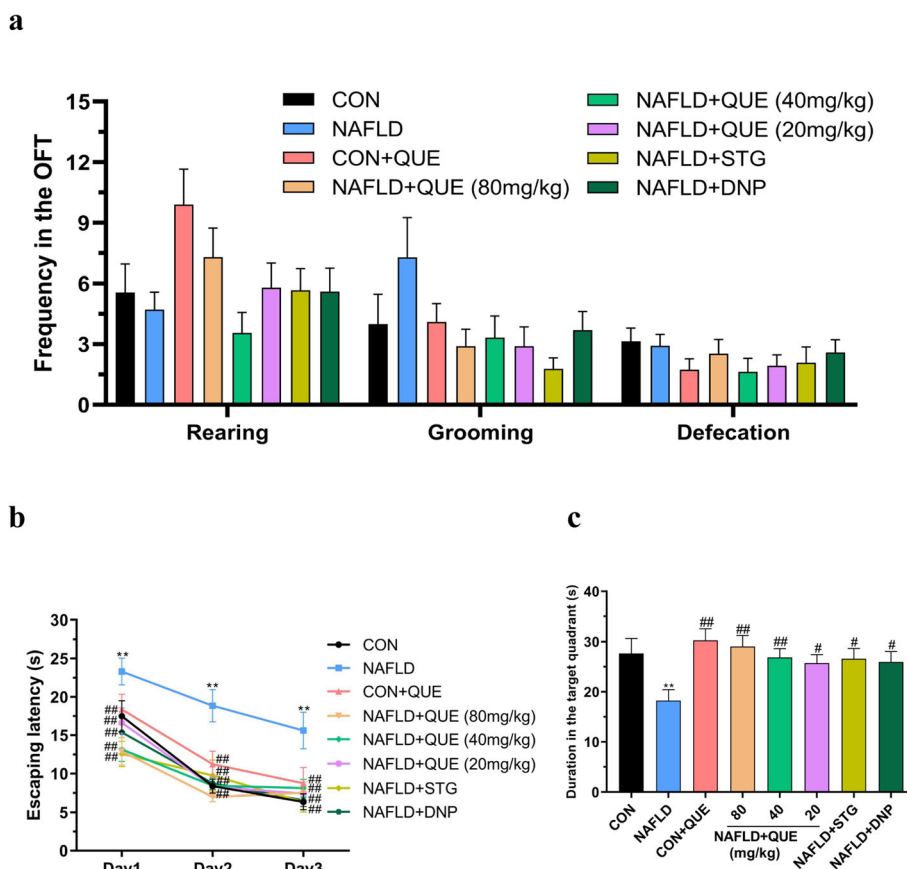 a
Frequency in the OFT
15
12
9
6
3
0
CON
NAFLD
CON+QUE
NAFLD+QUE (80mg/kg)
NAFLD+QUE (40mg/kg)
NAFLD+QUE (20mg/kg)
NAFLD+STG
NAFLD+DNP
Rearing
Grooming
Defecation
b
Escaping latency (s)
30
25
20
15
10
5
0
**
**
**
##
##
##
##
##
##
##
##
##
##
##
##
##
Day1
Day2
Day3
CON
NAFLD
CON+QUE
NAFLD+QUE (80mg/kg)
NAFLD+QUE (40mg/kg)
NAFLD+QUE (20mg/kg)
NAFLD+STG
NAFLD+DNP
c
Duration in the target quadrant (s)
40
30
20
10
0
**
##
##
##
#
#
#
CON
NAFLD
CON+QUE
80
40
20
NAFLD+QUE
(mg/kg)
NAFLD+STG
NAFLD+DNP